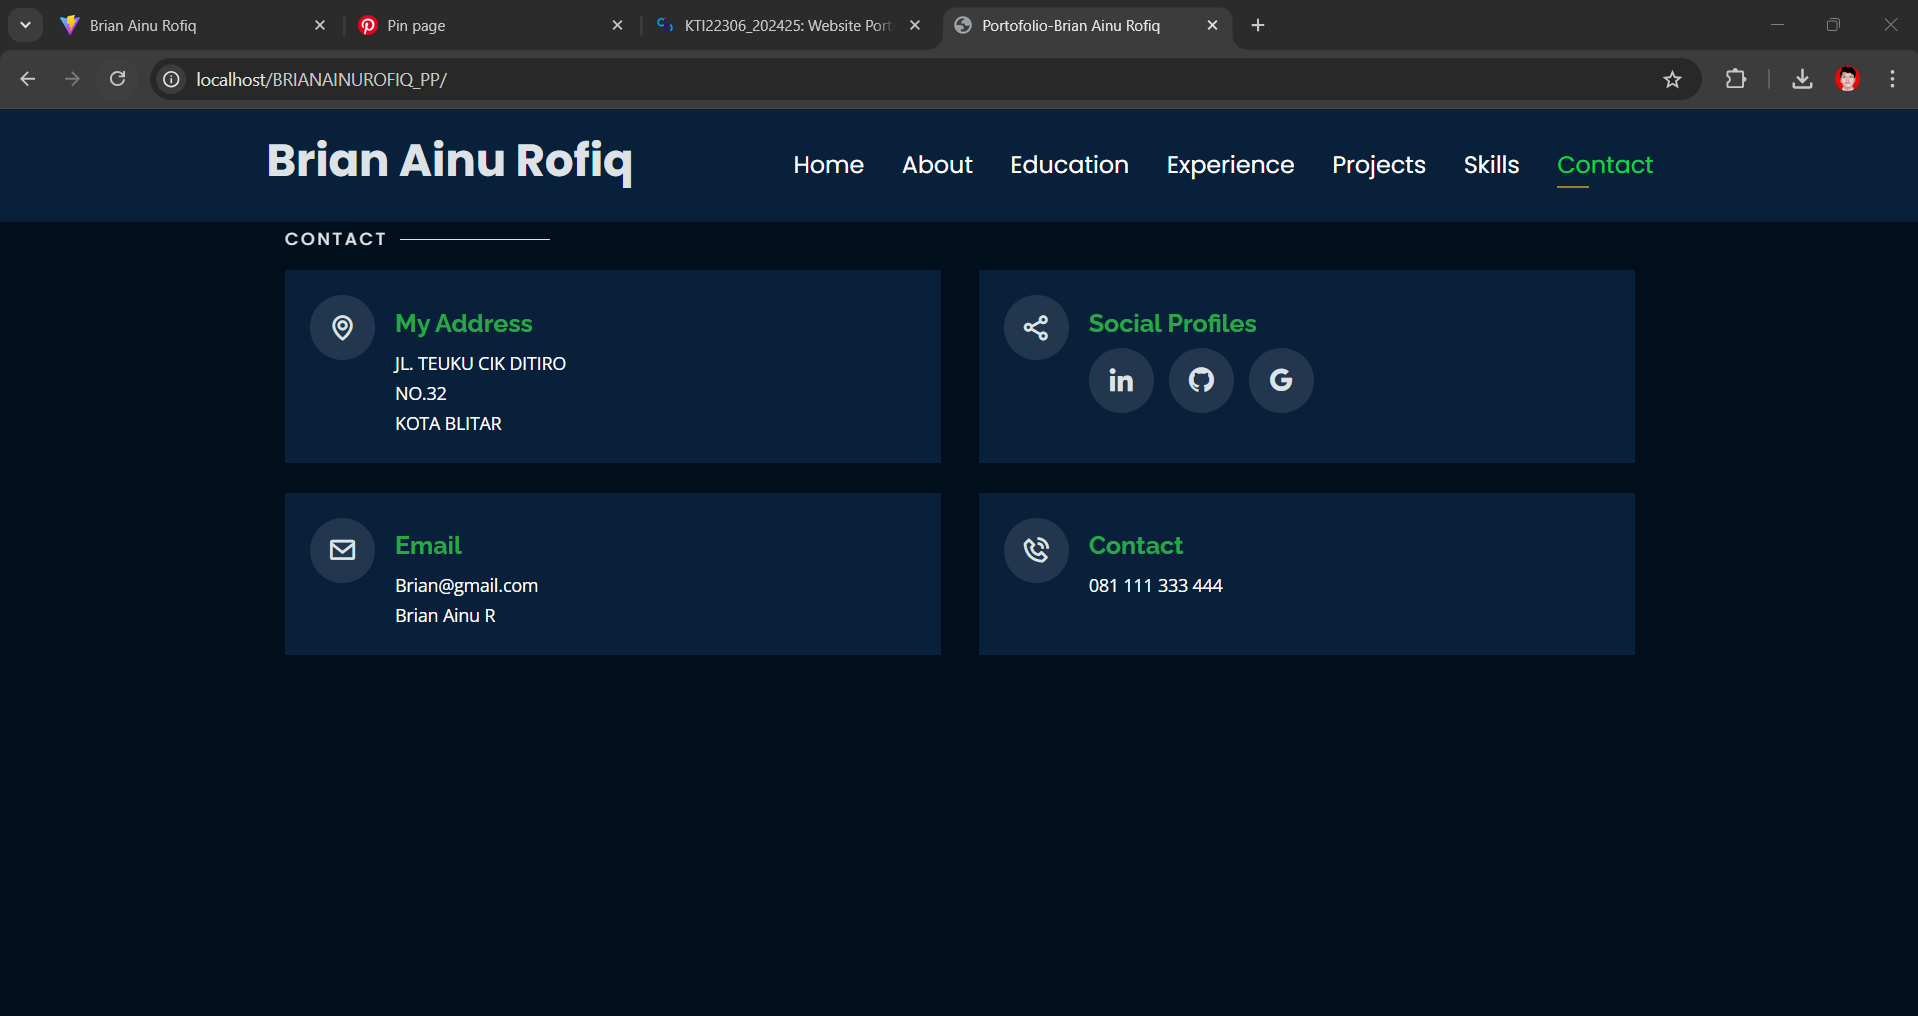 Brian Ainu Rofiq
Pin page
KTI22306_202425: Website Port
Portofolio-Brian Ainu Rofiq
localhost/BRIANAINUROFIQ_PP/
Brian Ainu Rofiq
Home About Education Experience Projects Skills Contact
CONTACT
My Address
JL. TEUKU CIK DITIRO
NO.32
KOTA BLITAR
Social Profiles
Email
Brian@gmail.com
Brian Ainu R
Contact
081 111 333 444